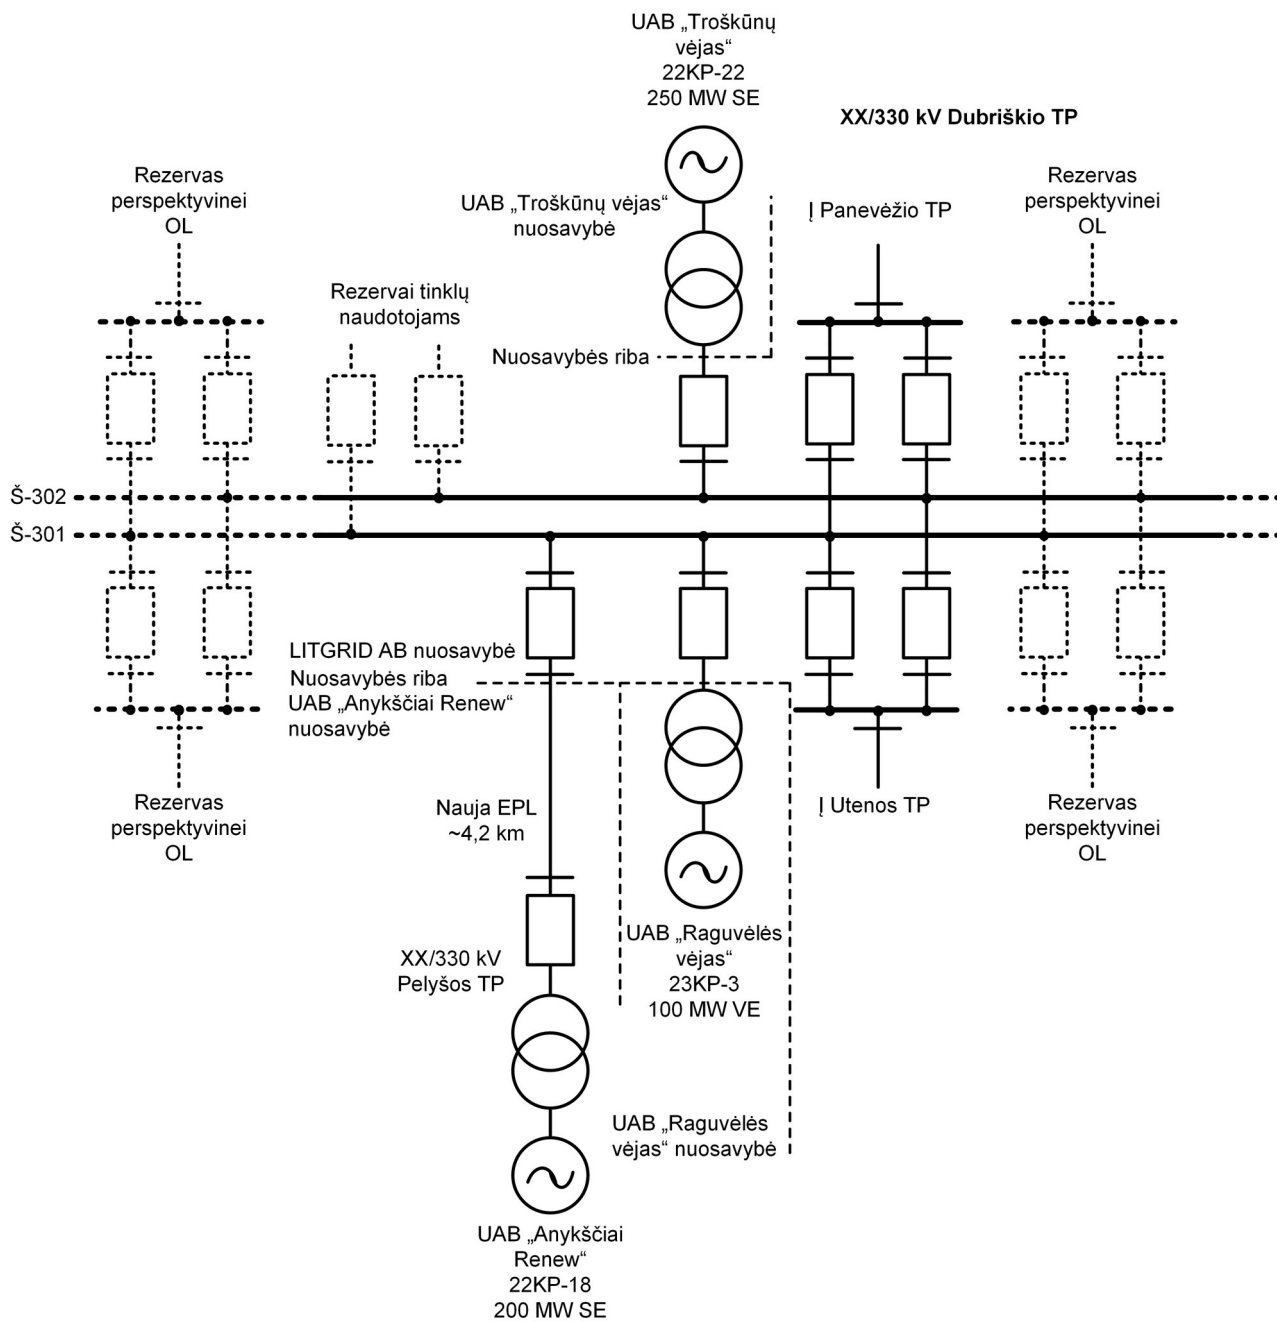 UAB „Troškūnų
vėjas“
22KP-22
250 MW SE
XX/330 kV Dubriškio TP
Rezervas
perspektyvinei
OL
UAB „Troškūnų vėjas“
nuosavybė
Į Panevėžio TP
Rezervas
perspektyvinei
OL
Rezervai tinklų
naudotojams
Nuosavybės riba
Š-302
Š-301
LITGRID AB nuosavybė
Nuosavybės riba
UAB „Anykščiai Renew“
nuosavybė
Rezervas
perspektyvinei
OL
Nauja EPL
~4,2 km
Į Utenos TP
Rezervas
perspektyvinei
OL
UAB „Raguvėlės
vėjas“
23KP-3
100 MW VE
XX/330 kV
Pelyšos TP
UAB „Raguvėlės
vėjas“ nuosavybė
UAB „Anykščiai
Renew“
22KP-18
200 MW SE